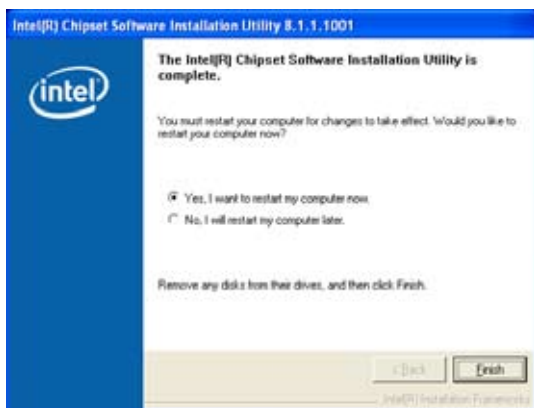 Intel(R) Chipset Software Installation Utility 8.1.1.1001
intel
The Intel(R) Chipset Software Installation Utility is
complete.
You must restart your computer for changes to take effect. Would you like to
restart your computer now?
Yes, I want to restart my computer now.
No, I will restart my computer later.
Remove any disks from their drives, and then click Finish.
< Back
Finish
Intel(R) Installation Frameworks